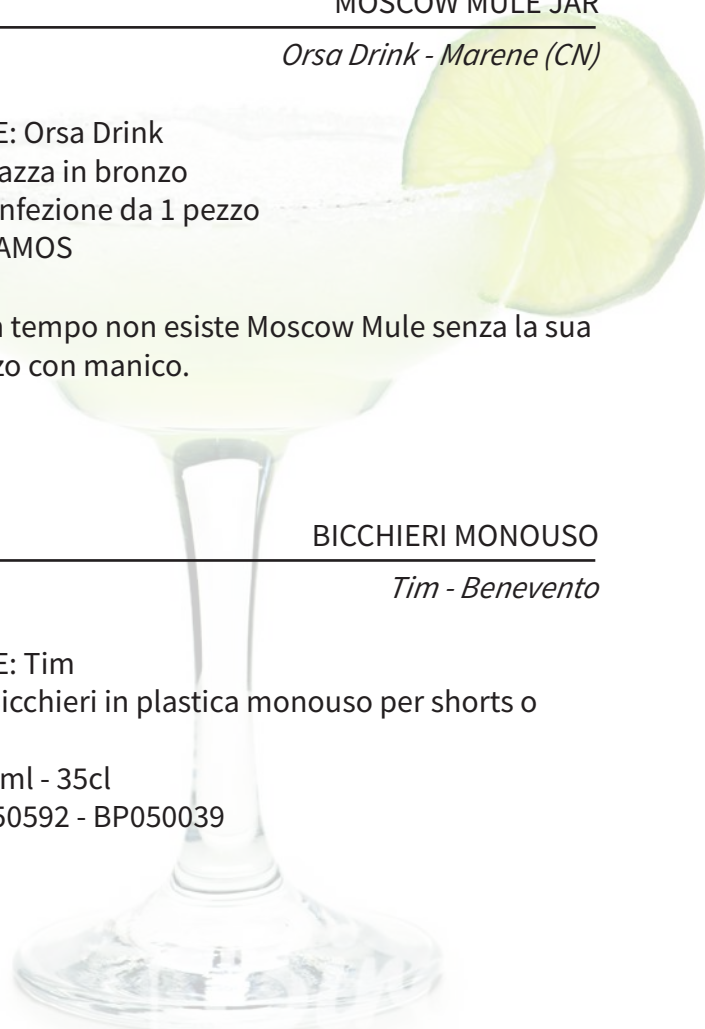 MOSCOW MULE JAR
Orsa Drink - Marene (CN)
E: Orsa Drink
azza in bronzo
nfezione da 1 pezzo
AMOS
tempo non esiste Moscow Mule senza la sua
zo con manico.
BICCHIERI MONOUSO
Tim - Benevento
E: Tim
icchieri in plastica monouso per shorts o
ml - 35cl
50592 - BP050039